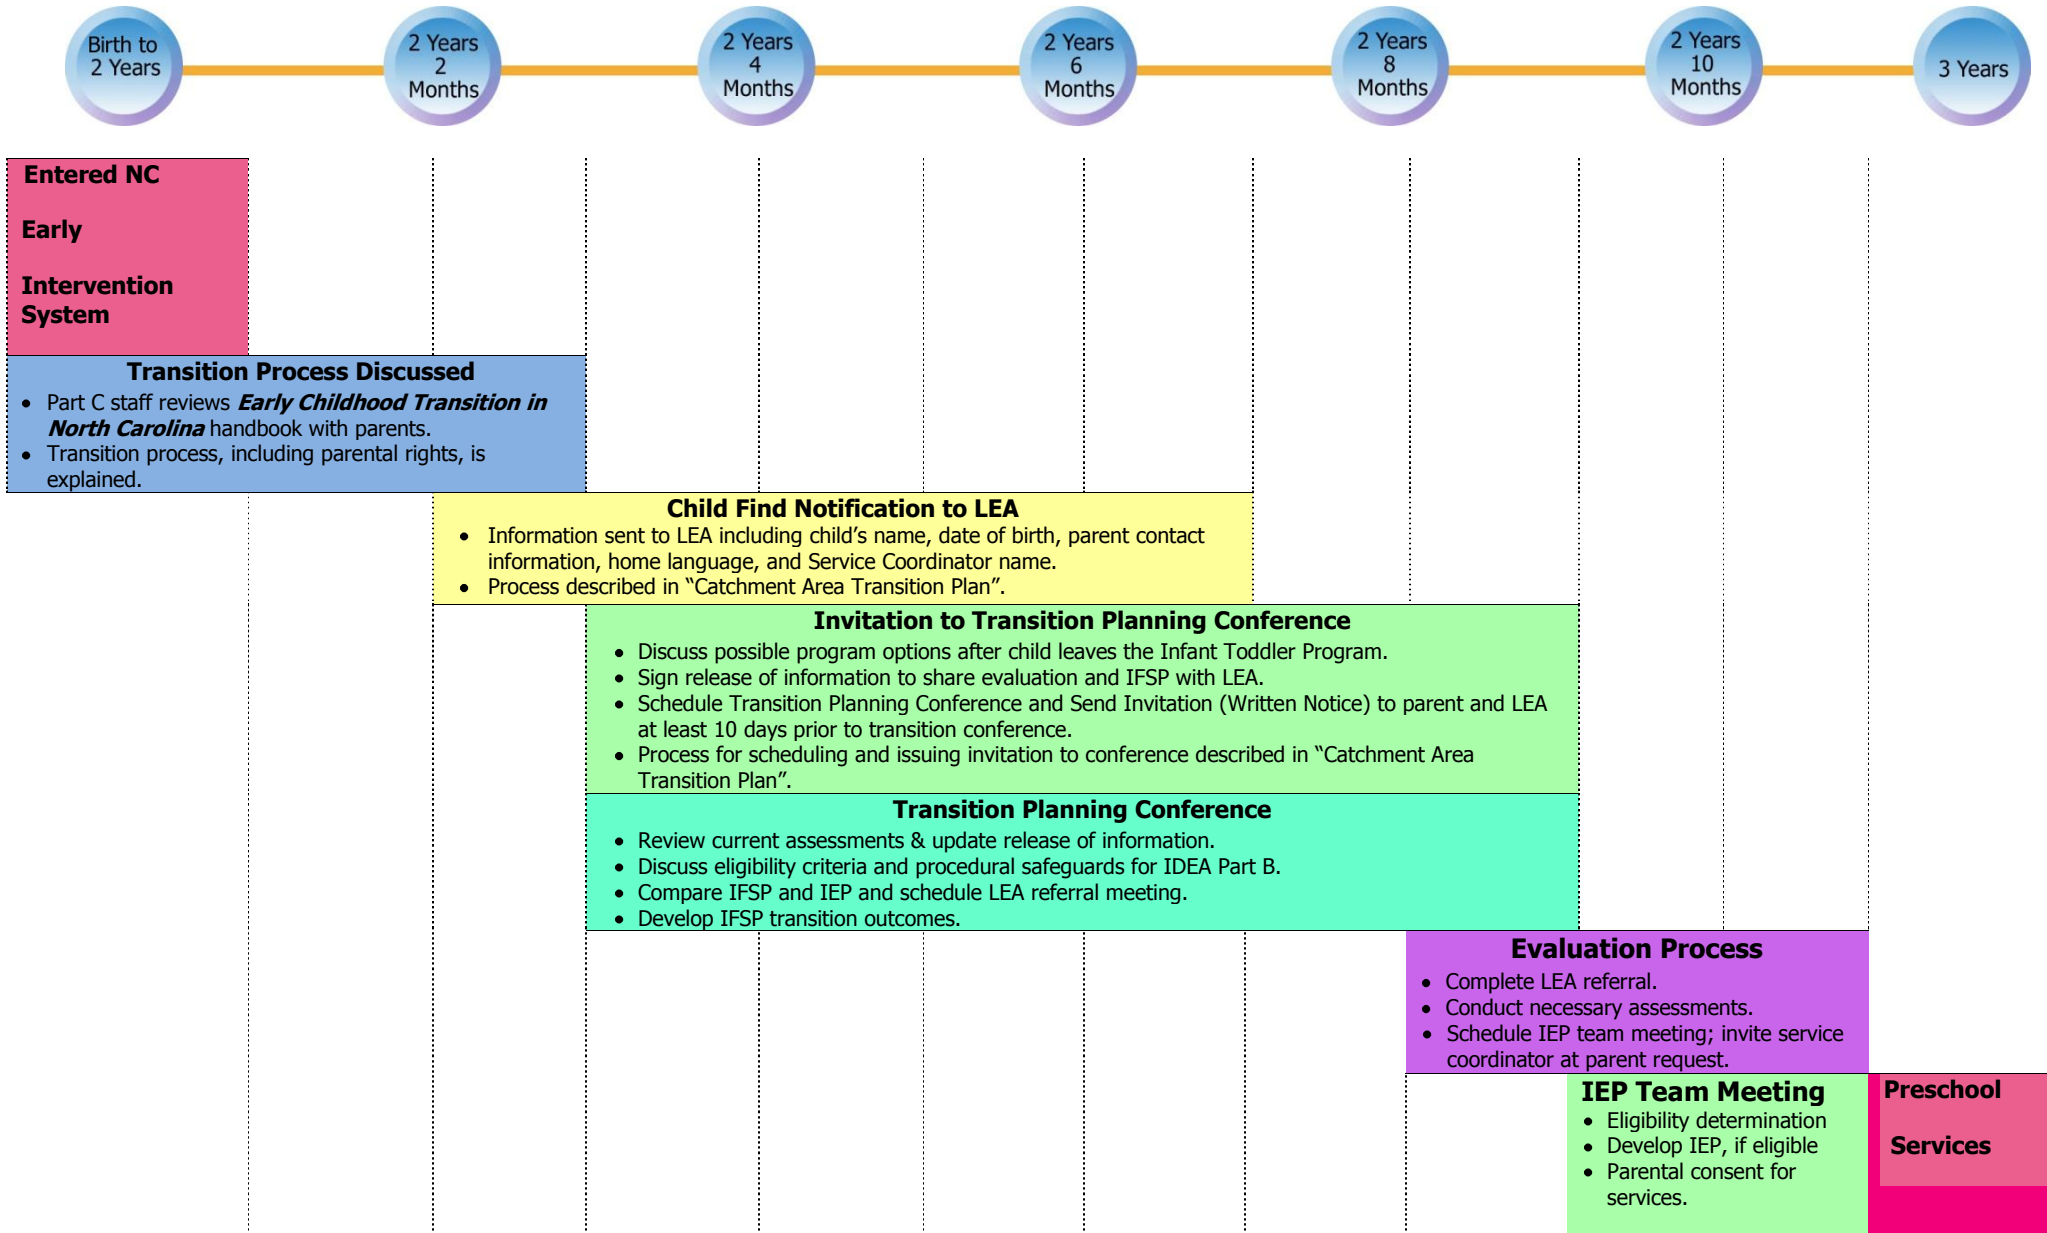 Birth to
2 Years
2 Years
2
Months
2 Years
4
Months
2 Years
6
Months
2 Years
8
Months
2 Years
10
Months
3 Years
Entered NC
Early
Intervention
System
Transition Process Discussed
• Part C staff reviews Early Childhood Transition in
North Carolina handbook with parents.
• Transition process, including parental rights, is
explained.
Child Find Notification to LEA
• Information sent to LEA including child’s name, date of birth, parent contact
information, home language, and Service Coordinator name.
• Process described in “Catchment Area Transition Plan”.
Invitation to Transition Planning Conference
• Discuss possible program options after child leaves the Infant Toddler Program.
• Sign release of information to share evaluation and IFSP with LEA.
• Schedule Transition Planning Conference and Send Invitation (Written Notice) to parent and LEA
at least 10 days prior to transition conference.
• Process for scheduling and issuing invitation to conference described in “Catchment Area
Transition Plan”.
Transition Planning Conference
• Review current assessments & update release of information.
• Discuss eligibility criteria and procedural safeguards for IDEA Part B.
• Compare IFSP and IEP and schedule LEA referral meeting.
• Develop IFSP transition outcomes.
Evaluation Process
• Complete LEA referral.
• Conduct necessary assessments.
• Schedule IEP team meeting; invite service
coordinator at parent request.
IEP Team Meeting
• Eligibility determination
• Develop IEP, if eligible
• Parental consent for
services.
Preschool
Services